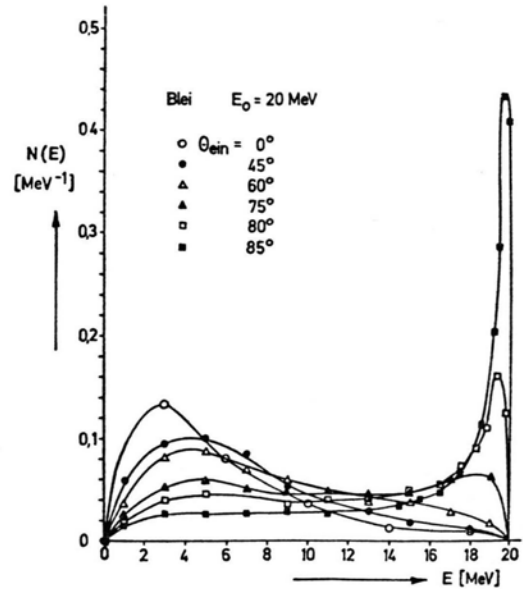 0,5
Blei E₀ = 20 MeV
N(E)
[MeV⁻¹]
0,4
θein = 0°
45°
60°
75°
80°
85°
0,3
0,2
0,1
0
0 2 4 6 8 10 12 14 16 18 20
E [MeV]